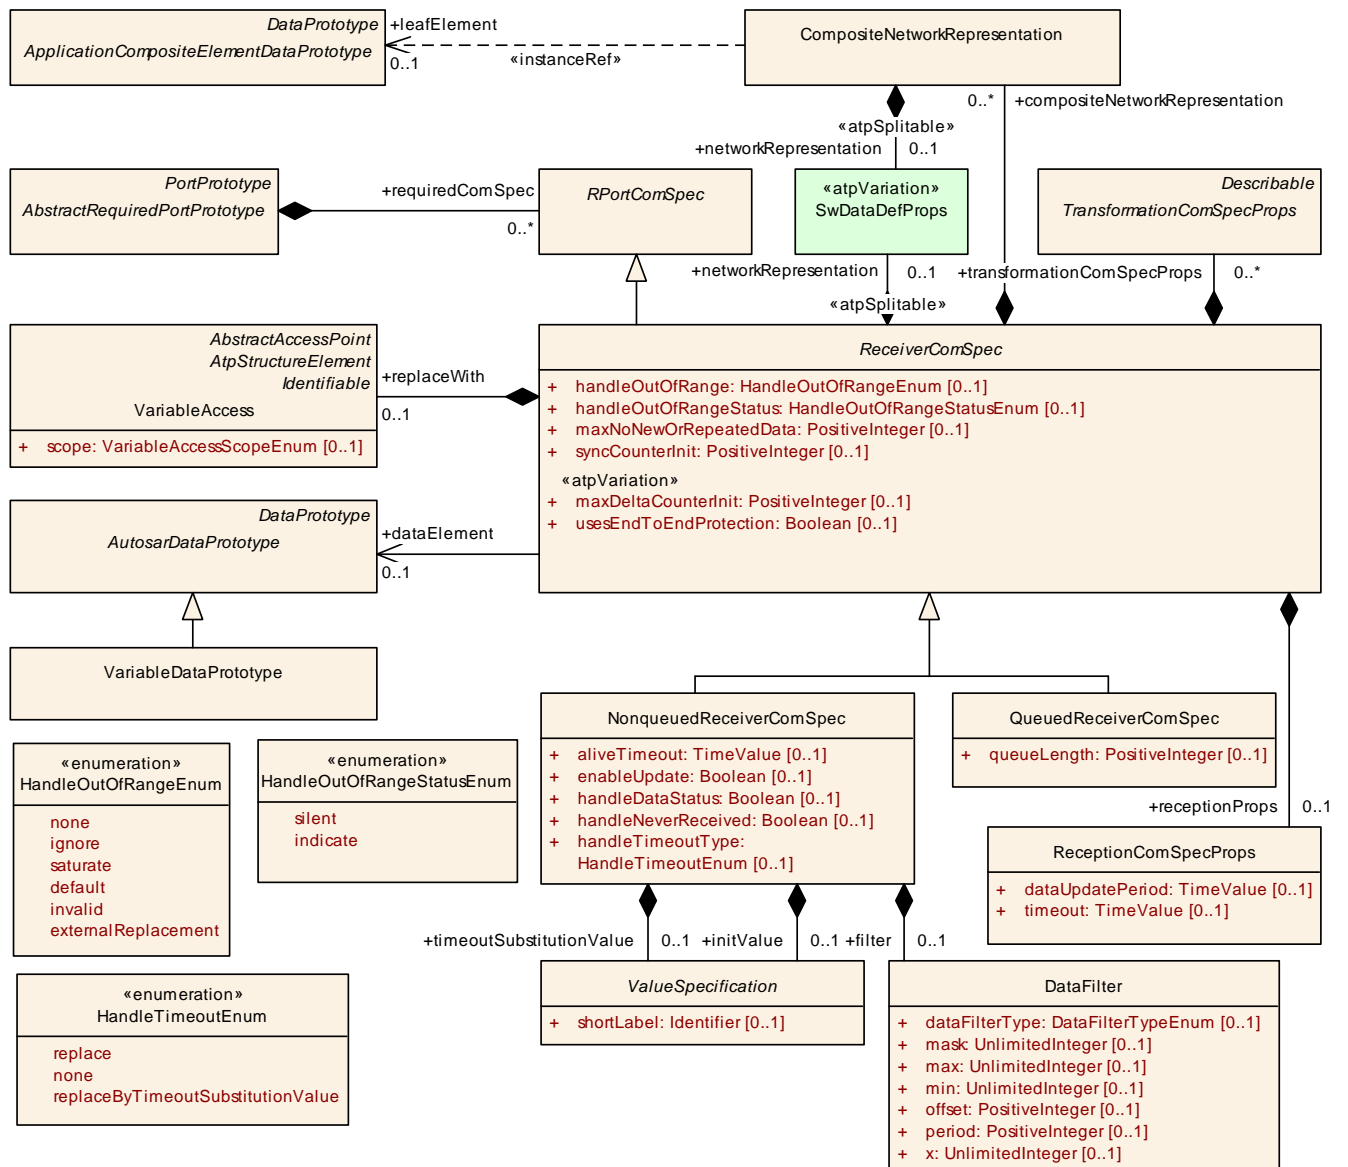 DataPrototype
ApplicationCompositeElementDataPrototype
+leafElement
0..1
«instanceRef»
CompositeNetworkRepresentation
0..*
+compositeNetworkRepresentation
«atpSplitable»
+networkRepresentation
0..1
PortPrototype
AbstractRequiredPortPrototype
+requiredComSpec
0..*
RPortComSpec
«atpVariation»
SwDataDefProps
Describable
TransformationComSpecProps
+networkRepresentation
0..1
+transformationComSpecProps
0..*
«atpSplitable»
AbstractAccessPoint
AtpStructureElement
Identifiable
VariableAccess
+ scope: VariableAccessScopeEnum [0..1]
+replaceWith
0..1
ReceiverComSpec
+ handleOutOfRange: HandleOutOfRangeEnum [0..1]
+ handleOutOfRangeStatus: HandleOutOfRangeStatusEnum [0..1]
+ maxNoNewOrRepeatedData: PositiveInteger [0..1]
+ syncCounterInit: PositiveInteger [0..1]
«atpVariation»
+ maxDeltaCounterInit: PositiveInteger [0..1]
+ usesEndToEndProtection: Boolean [0..1]
DataPrototype
AutosarDataPrototype
+dataElement
0..1
VariableDataPrototype
NonqueuedReceiverComSpec
+ aliveTimeout: TimeValue [0..1]
+ enableUpdate: Boolean [0..1]
+ handleDataStatus: Boolean [0..1]
+ handleNeverReceived: Boolean [0..1]
+ handleTimeoutType:
HandleTimeoutEnum [0..1]
QueuedReceiverComSpec
+ queueLength: PositiveInteger [0..1]
«enumeration»
HandleOutOfRangeEnum
none
ignore
saturate
default
invalid
externalReplacement
«enumeration»
HandleOutOfRangeStatusEnum
silent
indicate
+receptionProps
0..1
ReceptionComSpecProps
+ dataUpdatePeriod: TimeValue [0..1]
+ timeout: TimeValue [0..1]
+timeoutSubstitutionValue
0..1
+initValue
0..1
+filter
0..1
«enumeration»
HandleTimeoutEnum
replace
none
replaceByTimeoutSubstitutionValue
ValueSpecification
+ shortLabel: Identifier [0..1]
DataFilter
+ dataFilterType: DataFilterTypeEnum [0..1]
+ mask: UnlimitedInteger [0..1]
+ max: UnlimitedInteger [0..1]
+ min: UnlimitedInteger [0..1]
+ offset: PositiveInteger [0..1]
+ period: PositiveInteger [0..1]
+ x: UnlimitedInteger [0..1]